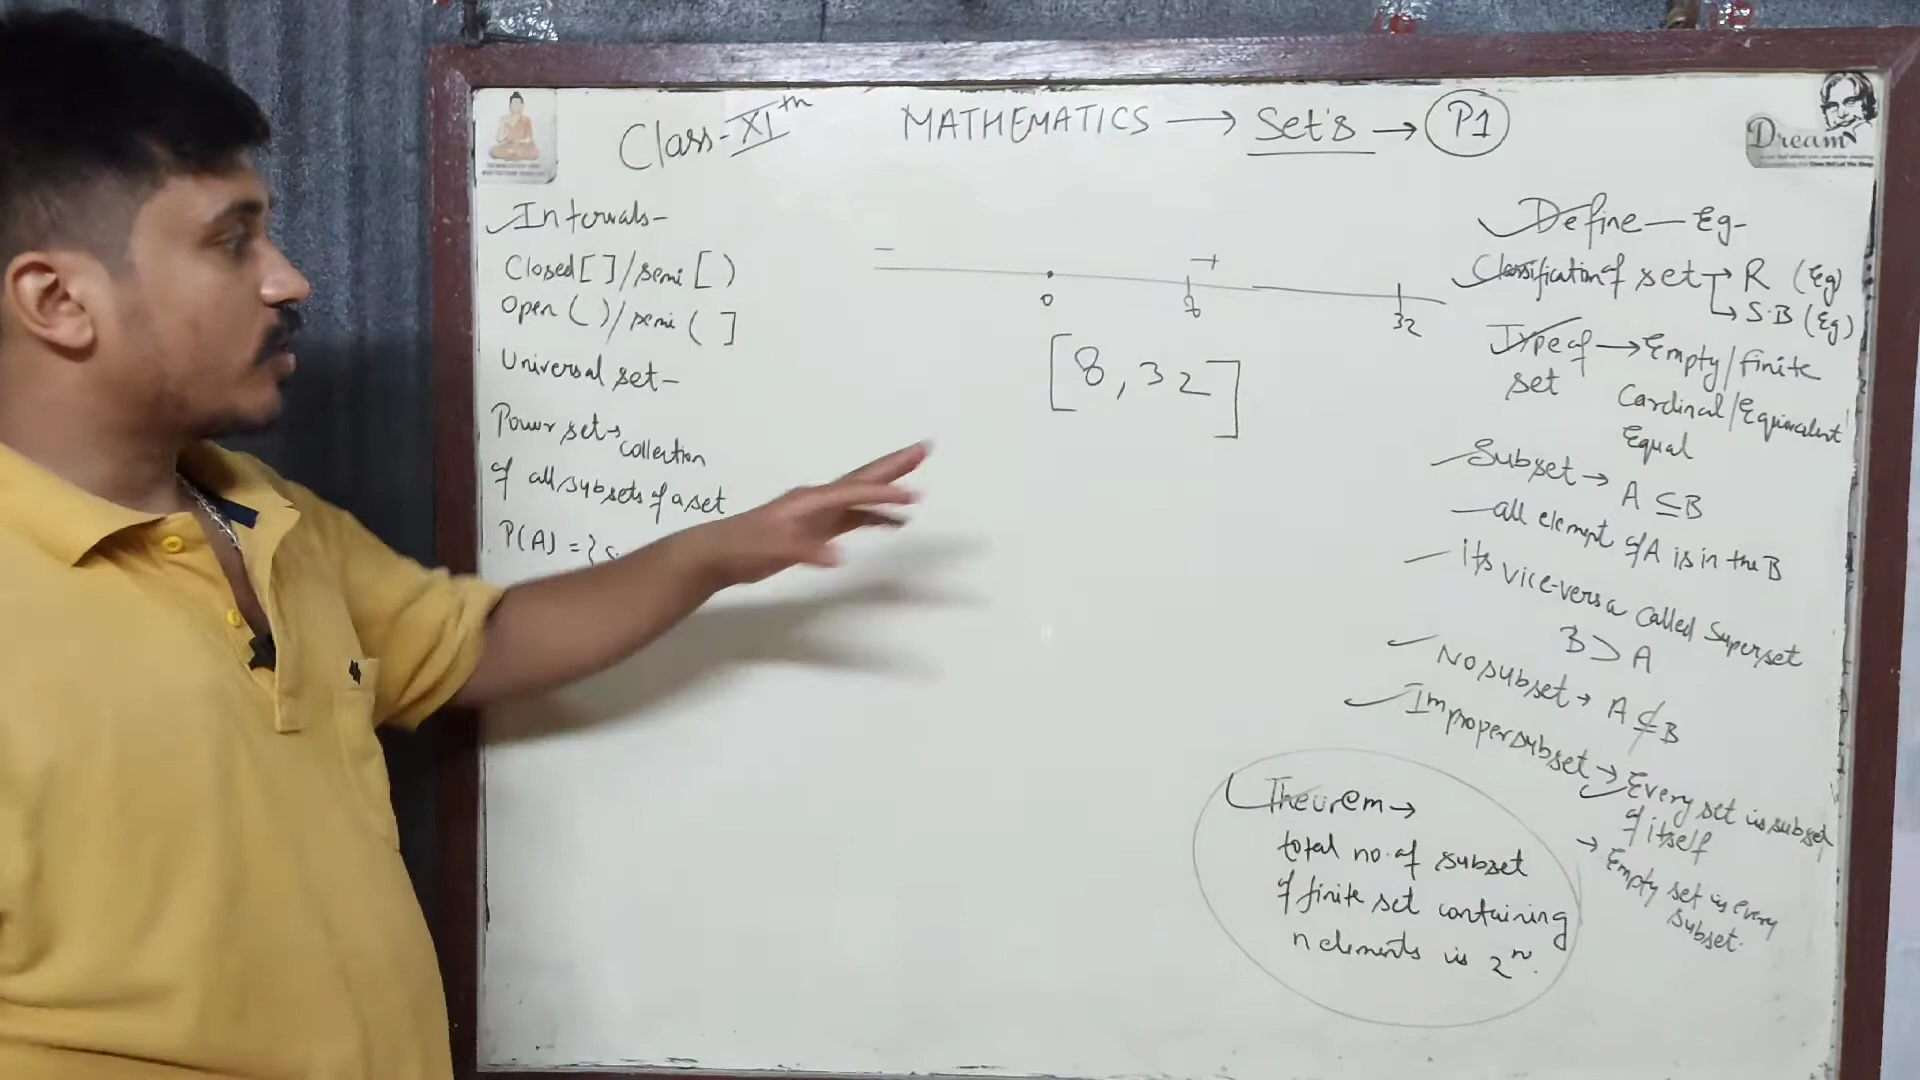 Class-XIth MATHEMATICS → Set's → P1
Dream
Intervals-
Closed[ ]/semi [ )
Open ( )/semi ( ]
Universal set-
Power set→
collection
of all subsets of a set
P(A) = {
- +
0 32
[8, 32]
Define — Eg-
Classification of set → R (Eg)
→ S.B (Eg)
Type of → Empty/finite
set
Cardinal/Equivalent
Equal
Subset → A ⊆ B
- all element of A is in the B
- its vice-versa called Superset
B ⊃ A
No subset → A ⊄ B
Improper subset → Every set is subset
of itself
→ Empty set is every
subset.
Theurem →
total no. of subset
of finite set containing
n elements is 2ⁿ.